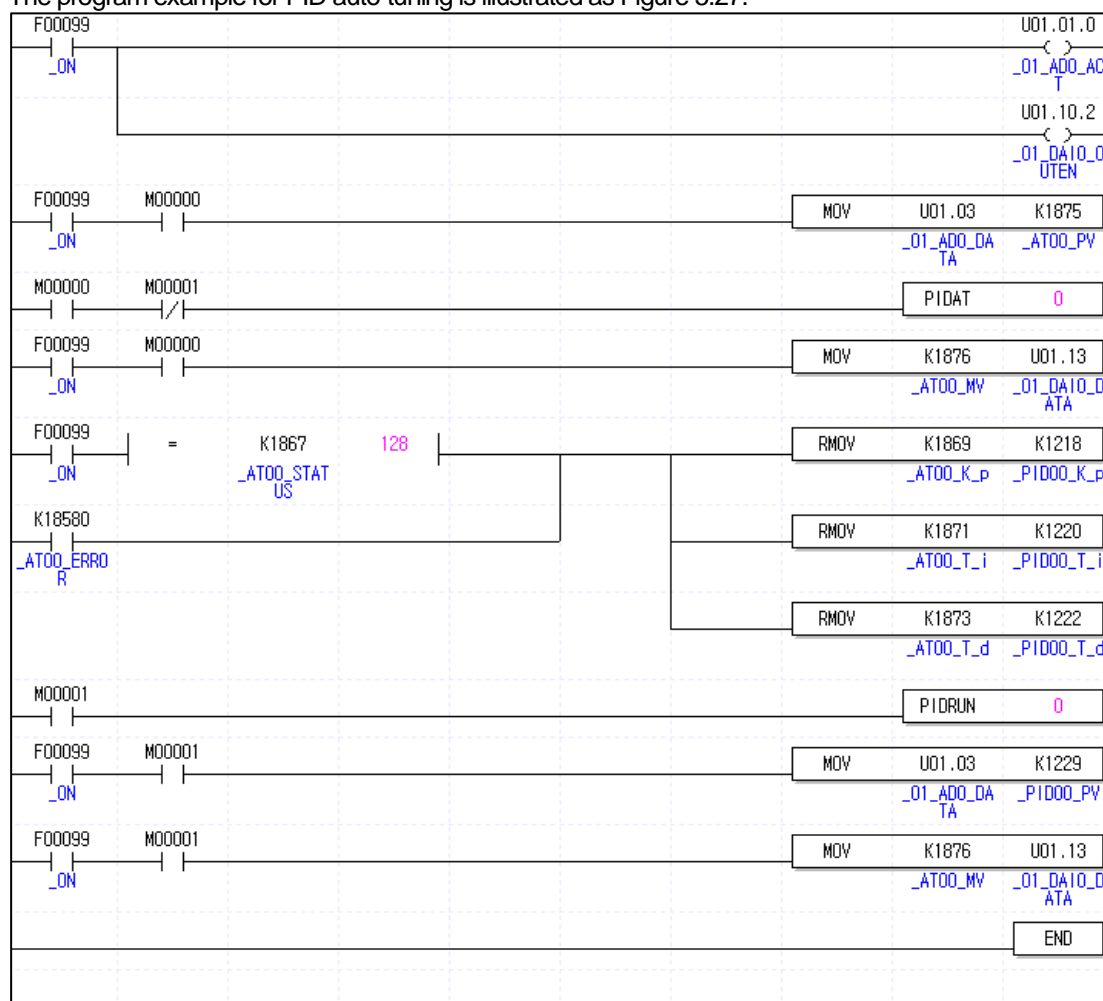 The program example for PID auto-tuning is illustrated as Figure 5.27.
F00099 U01.01.0
_ON _01_AD0_AC
T
U01.10.2
_01_DAI0_O
UTEN
F00099 M00000 MOV U01.03 K1875
_ON _01_AD0_DA _AT00_PV
TA
M00000 M00001 PIDAT 0
F00099 M00000 MOV K1876 U01.13
_ON _AT00_MV _01_DAI0_D
ATA
F00099 = K1867 128 RMOV K1869 K1218
_ON _AT00_STAT _AT00_K_p _PID00_K_p
US
K18580 RMOV K1871 K1220
_AT00_ERRO _AT00_T_i _PID00_T_i
R
RMOV K1873 K1222
_AT00_T_d _PID00_T_d
M00001 PIDRUN 0
F00099 M00001 MOV U01.03 K1229
_ON _01_AD0_DA _PID00_PV
TA
F00099 M00001 MOV K1876 U01.13
_ON _AT00_MV _01_DAI0_D
ATA
END